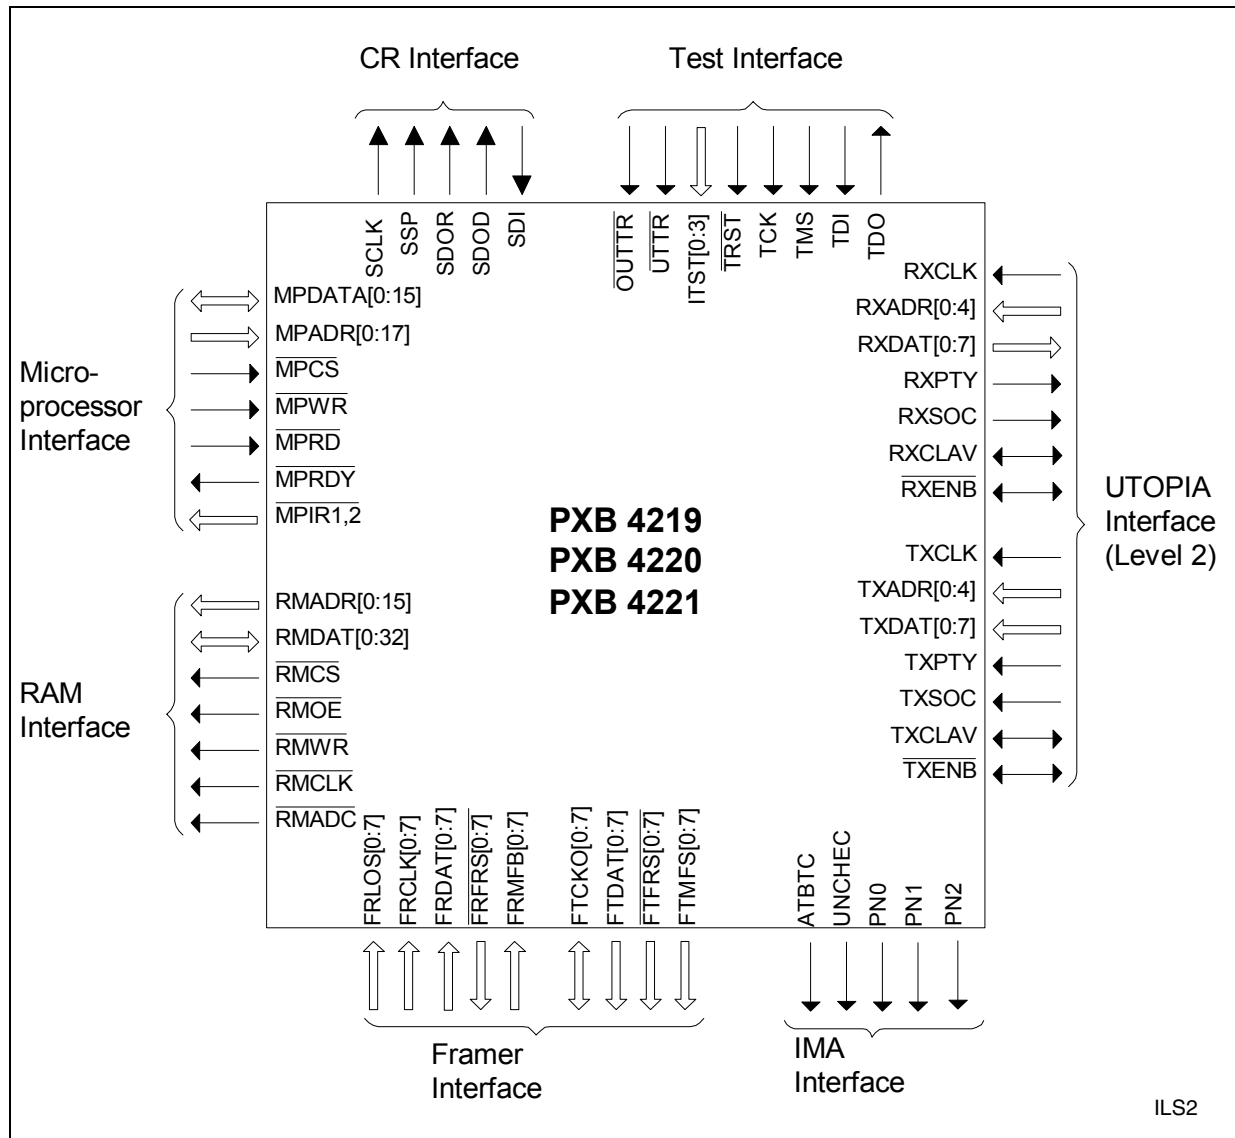 CR Interface
Test Interface
SCLK
SSP
SDOR
SDOD
SDI
OUTTR
UTTR
ITST[0:3]
TRST
TCK
TMS
TDI
TDO
Micro-
processor
Interface
MPDATA[0:15]
MPADR[0:17]
MPCS
MPWR
MPRD
MPRDY
MPIR1,2
RAM
Interface
RMADR[0:15]
RMDAT[0:32]
RMCS
RMOE
RMWR
RMCLK
RMADC
PXB 4219
PXB 4220
PXB 4221
RXCLK
RXADR[0:4]
RXDAT[0:7]
RXPTY
RXSOC
RXCLAV
RXENB
TXCLK
TXADR[0:4]
TXDAT[0:7]
TXPTY
TXSOC
TXCLAV
TXENB
UTOPIA
Interface
(Level 2)
FRLOS[0:7]
FRCLK[0:7]
FRDAT[0:7]
FRFRS[0:7]
FRMFB[0:7]
FTCKO[0:7]
FTDAT[0:7]
FTFRS[0:7]
FTMFS[0:7]
ATBTC
UNCHEC
PN0
PN1
PN2
Framer
Interface
IMA
Interface
ILS2